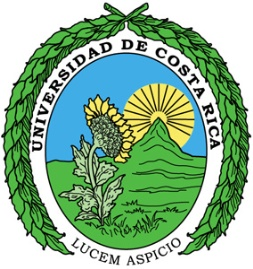 UNIVERSIDAD DE COSTA RICA
LUCEM ASPICIO